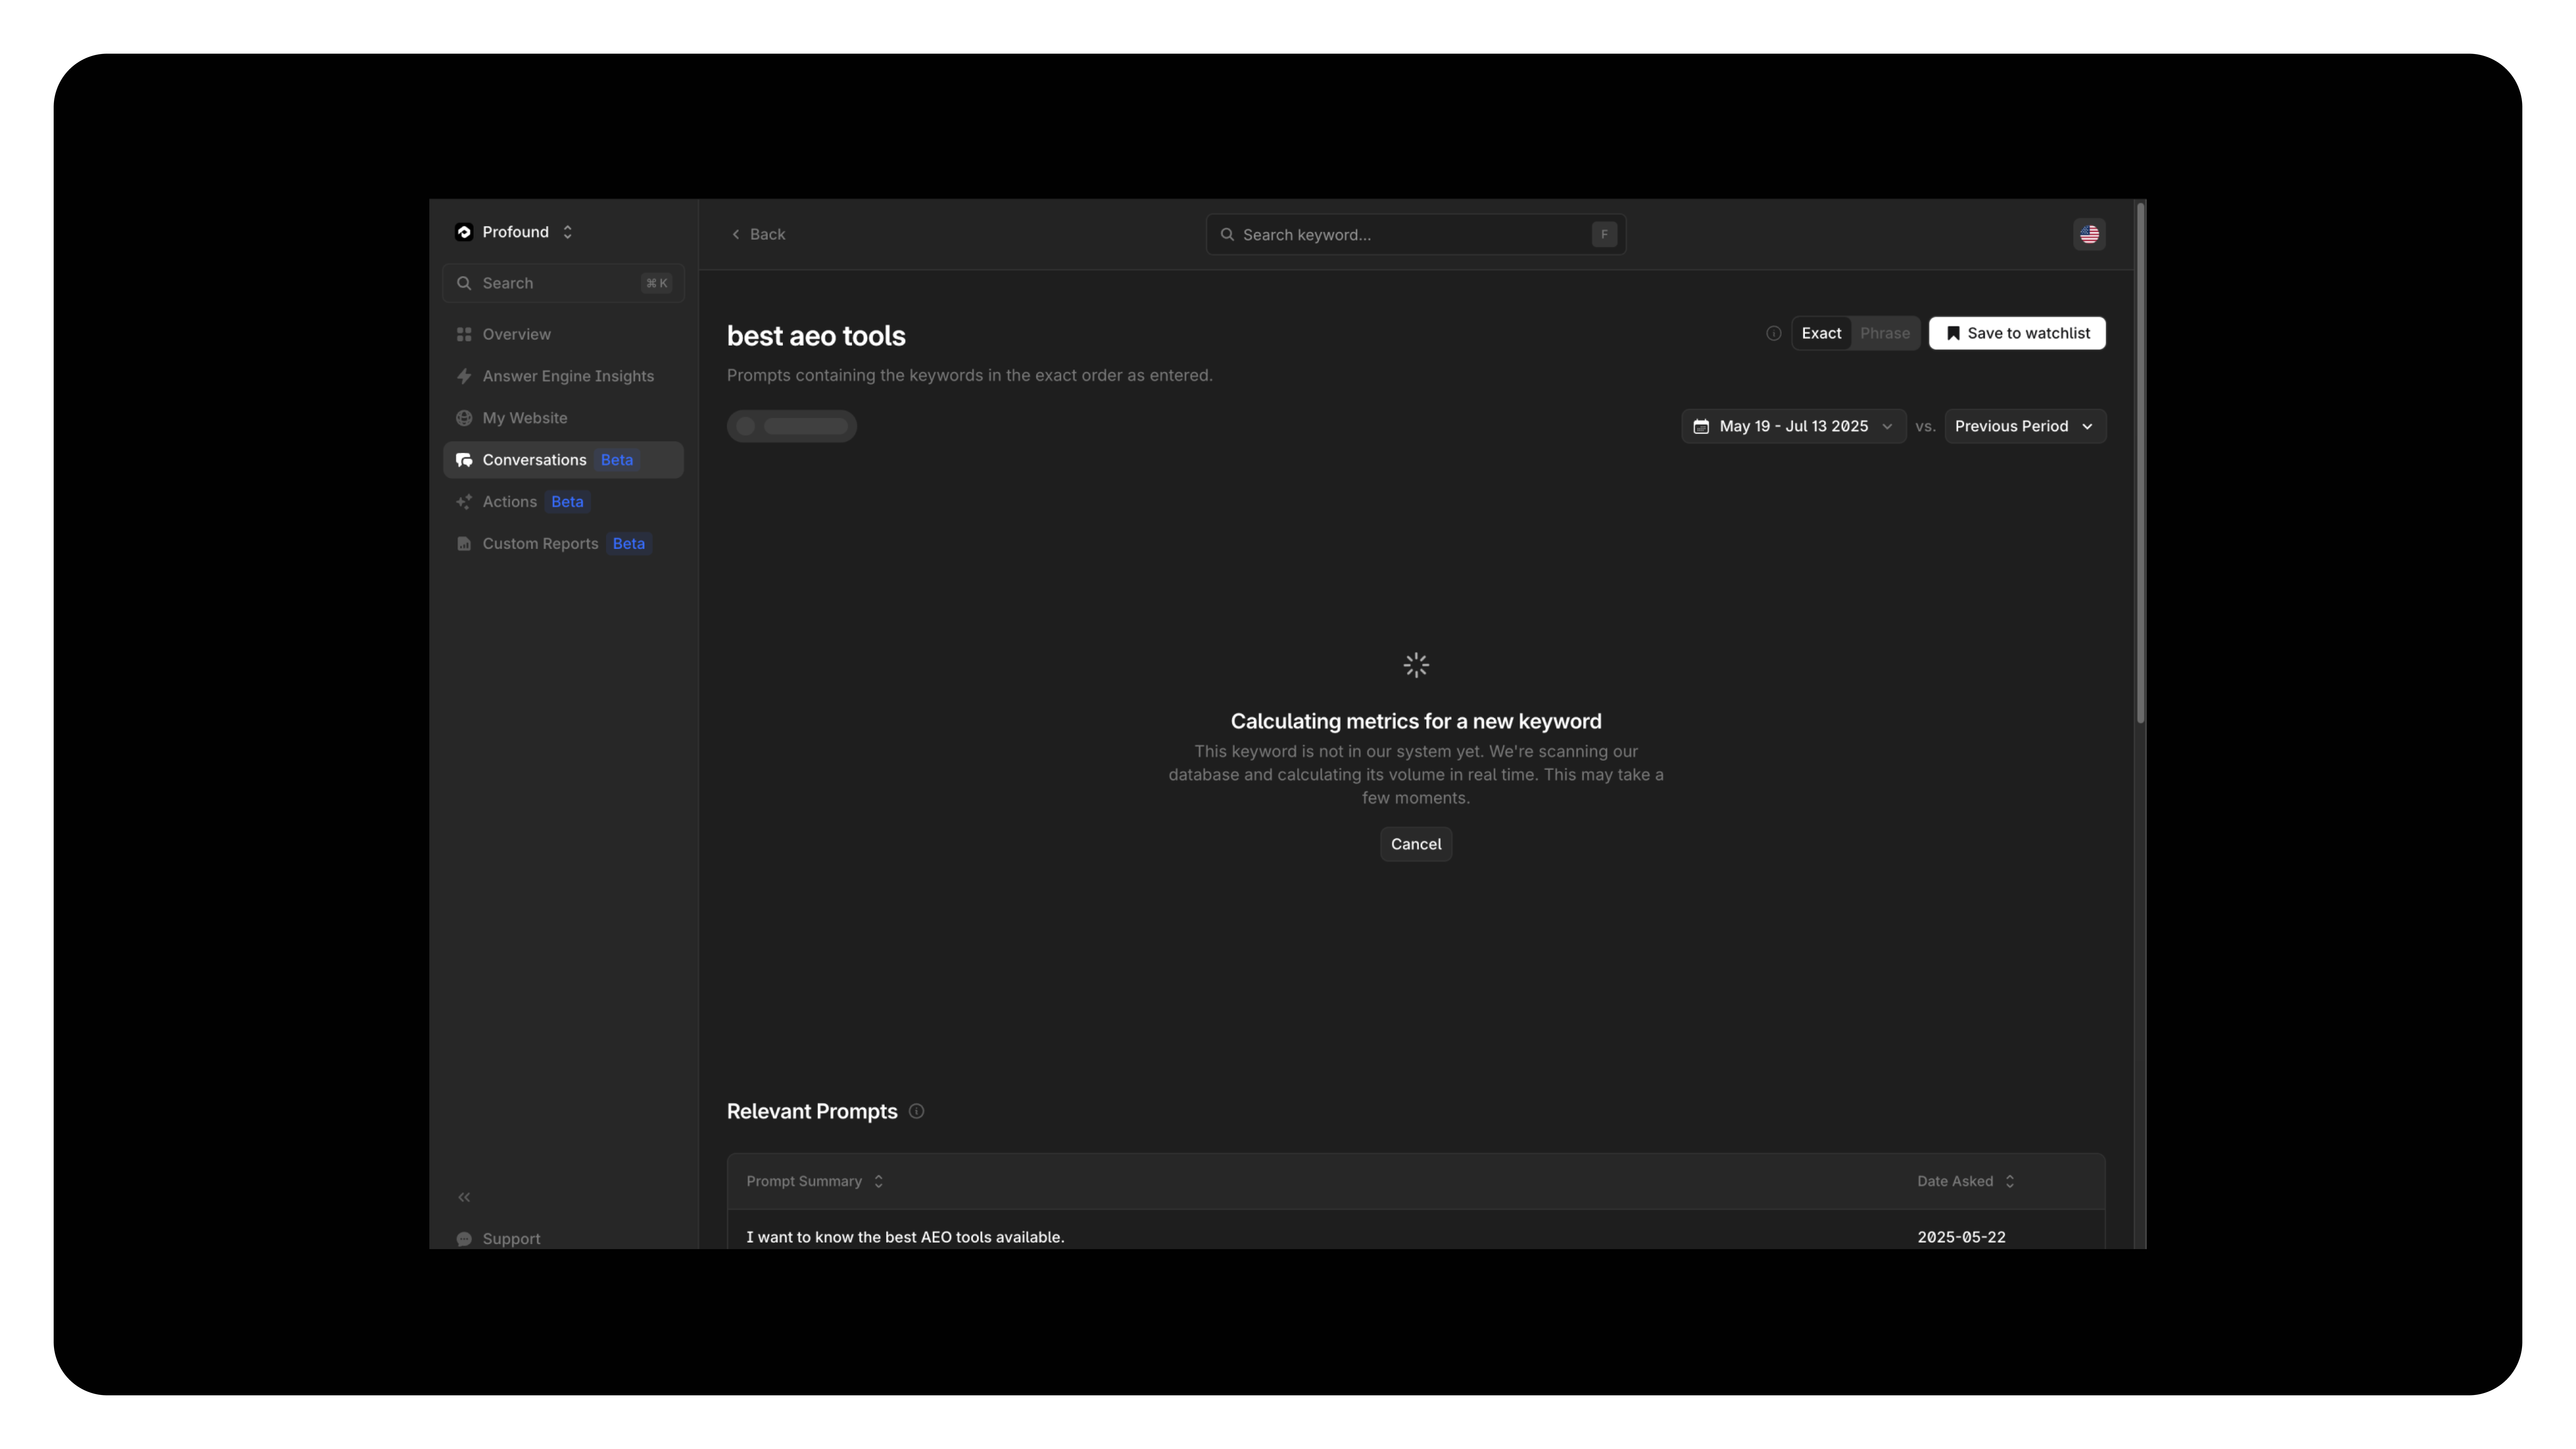 Profound
Search
⌘ K
Overview
Answer Engine Insights
My Website
Conversations Beta
Actions Beta
Custom Reports Beta
Support
Back
Search keyword...
F
best aeo tools
Exact
Phrase
Save to watchlist
Prompts containing the keywords in the exact order as entered.
May 19 - Jul 13 2025
vs.
Previous Period
Calculating metrics for a new keyword
This keyword is not in our system yet. We're scanning our
database and calculating its volume in real time. This may take a
few moments.
Cancel
Relevant Prompts
Prompt Summary
Date Asked
I want to know the best AEO tools available.
2025-05-22